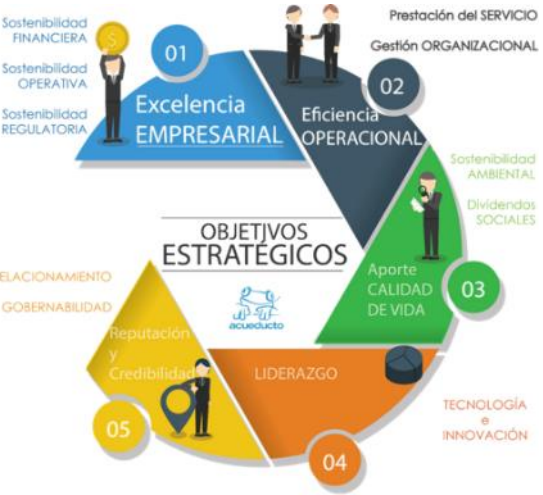 Sostenibilidad
FINANCIERA
Sostenibilidad
OPERATIVA
Sostenibilidad
REGULATORIA
$
01
Excelencia
EMPRESARIAL
Prestación del SERVICIO
Gestión ORGANIZACIONAL
02
Eficiencia
OPERACIONAL
Sostenibilidad
AMBIENTAL
Dividendos
SOCIALES
03
Aporte
CALIDAD
DE VIDA
OBJETIVOS
ESTRATÉGICOS
acueducto
ELACIONAMIENTO
GOBERNABILIDAD
Reputación
y
Credibilidad
05
LIDERAZGO
04
TECNOLOGÍA
e
INNOVACIÓN